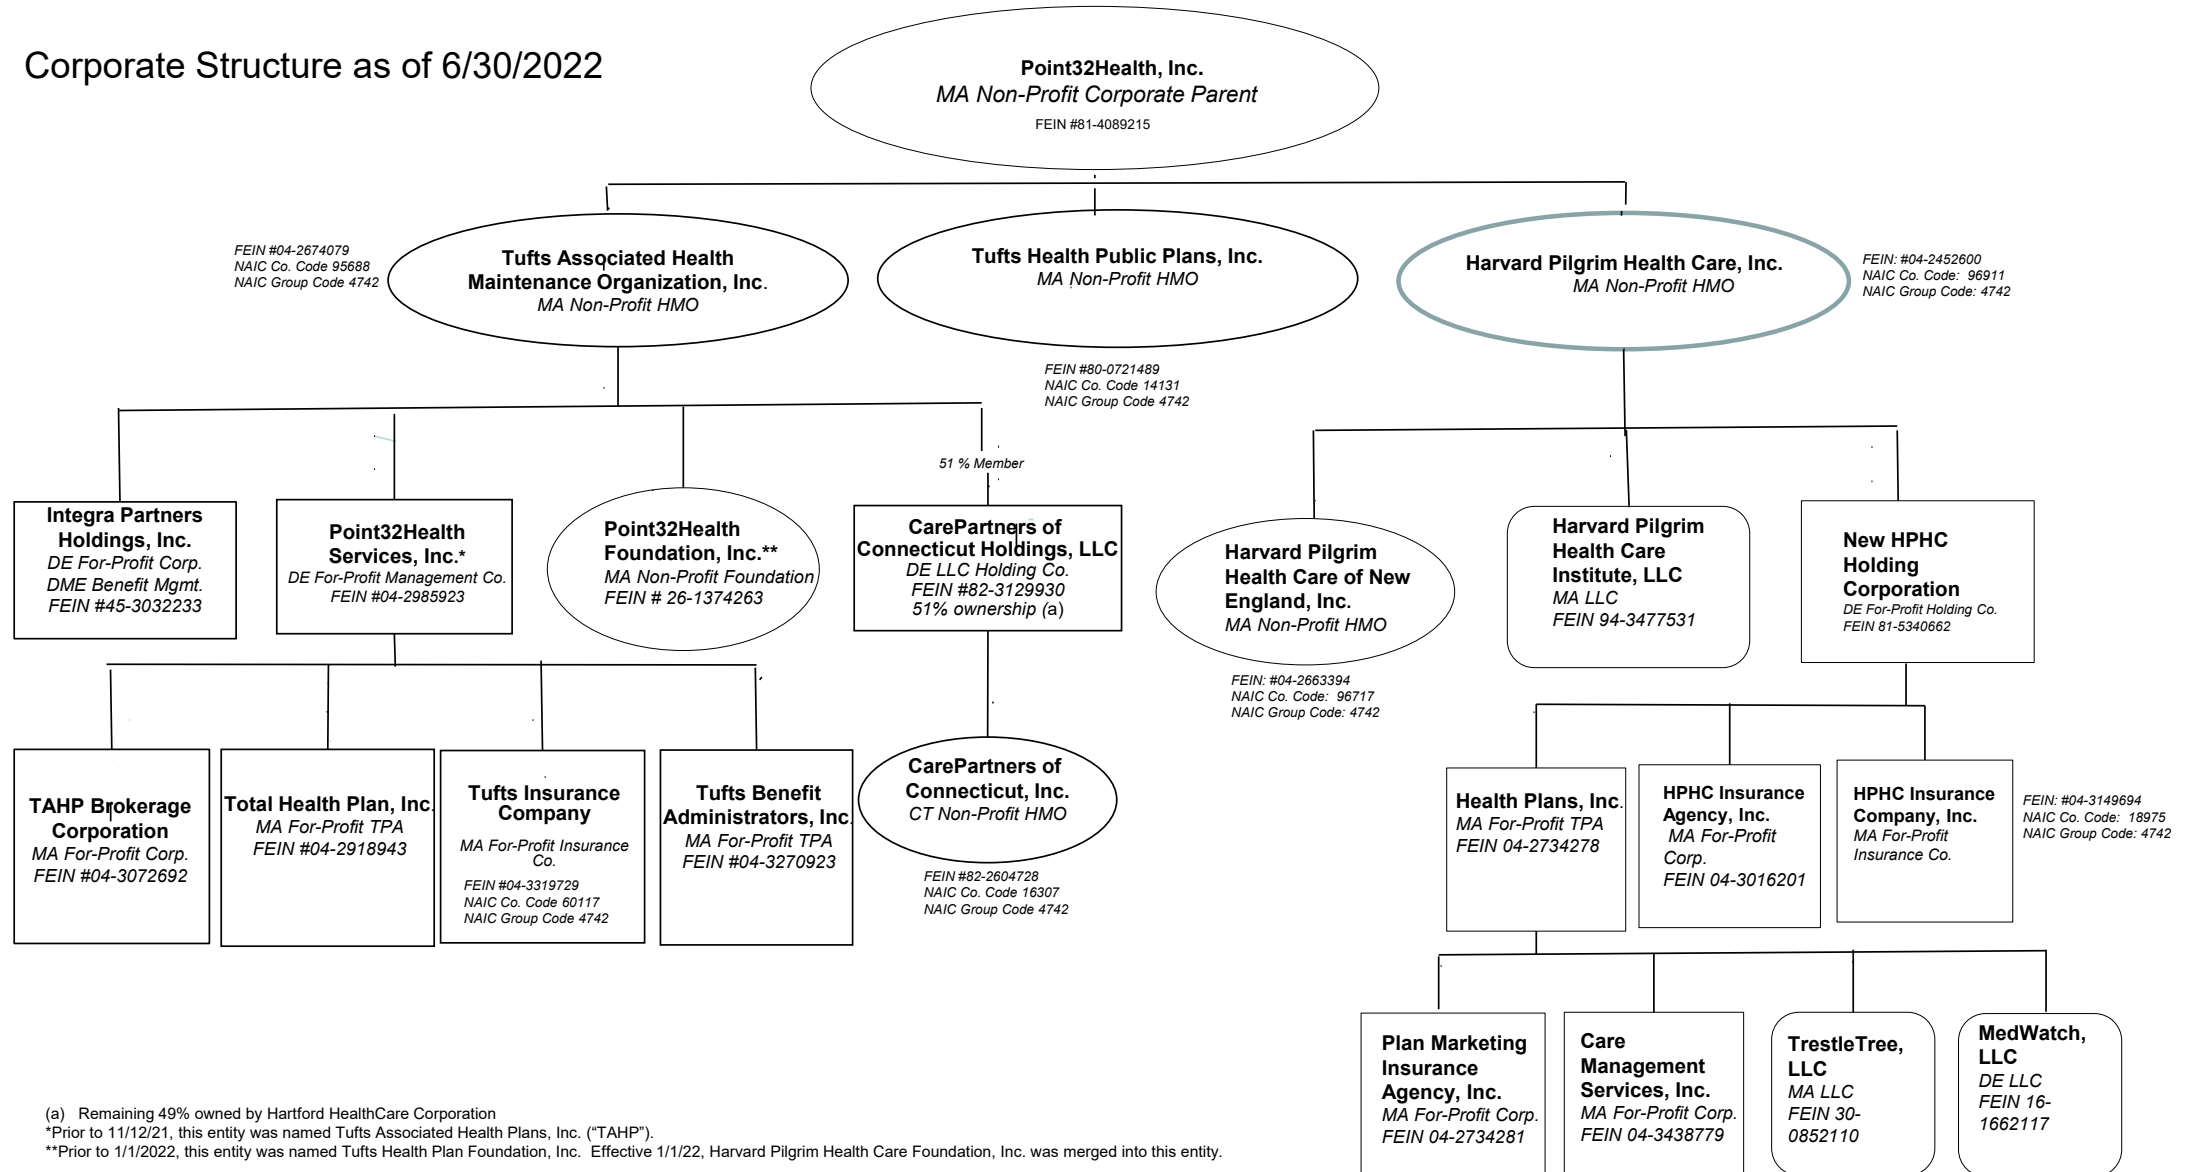 Corporate Structure as of 6/30/2022
Point32Health, Inc.
MA Non-Profit Corporate Parent
FEIN #81-4089215
FEIN #04-2674079
NAIC Co. Code 95688
NAIC Group Code 4742
Tufts Associated Health
Maintenance Organization, Inc.
MA Non-Profit HMO
Tufts Health Public Plans, Inc.
MA Non-Profit HMO
FEIN #80-0721489
NAIC Co. Code 14131
NAIC Group Code 4742
Harvard Pilgrim Health Care, Inc.
MA Non-Profit HMO
FEIN: #04-2452600
NAIC Co. Code:  96911
NAIC Group Code: 4742
51 % Member
Integra Partners
Holdings, Inc.
DE For-Profit Corp.
DME Benefit Mgmt.
FEIN #45-3032233
Point32Health
Services, Inc.*
DE For-Profit Management Co.
FEIN #04-2985923
Point32Health
Foundation, Inc.**
MA Non-Profit Foundation
FEIN # 26-1374263
CarePartners of
Connecticut Holdings, LLC
DE LLC Holding Co.
FEIN #82-3129930
51% ownership (a)
Harvard Pilgrim
Health Care of New
England, Inc.
MA Non-Profit HMO
FEIN: #04-2663394
NAIC Co. Code:  96717
NAIC Group Code: 4742
Harvard Pilgrim
Health Care
Institute, LLC
MA LLC
FEIN 94-3477531
New HPHC
Holding
Corporation
DE For-Profit Holding Co.
FEIN 81-5340662
TAHP Brokerage
Corporation
MA For-Profit Corp.
FEIN #04-3072692
Total Health Plan, Inc.
MA For-Profit TPA
FEIN #04-2918943
Tufts Insurance
Company
MA For-Profit Insurance
Co.
FEIN #04-3319729
NAIC Co. Code 60117
NAIC Group Code 4742
Tufts Benefit
Administrators, Inc.
MA For-Profit TPA
FEIN #04-3270923
CarePartners of
Connecticut, Inc.
CT Non-Profit HMO
FEIN #82-2604728
NAIC Co. Code 16307
NAIC Group Code 4742
Health Plans, Inc.
MA For-Profit TPA
FEIN 04-2734278
HPHC Insurance
Agency, Inc.
MA For-Profit
Corp.
FEIN 04-3016201
HPHC Insurance
Company, Inc.
MA For-Profit
Insurance Co.
FEIN: #04-3149694
NAIC Co. Code:  18975
NAIC Group Code: 4742
Plan Marketing
Insurance
Agency, Inc.
MA For-Profit Corp.
FEIN 04-2734281
Care
Management
Services, Inc.
MA For-Profit Corp.
FEIN 04-3438779
TrestleTree,
LLC
MA LLC
FEIN 30-
0852110
MedWatch,
LLC
DE LLC
FEIN 16-
1662117
(a)   Remaining 49% owned by Hartford HealthCare Corporation
*Prior to 11/12/21, this entity was named Tufts Associated Health Plans, Inc. (“TAHP”).
**Prior to 1/1/2022, this entity was named Tufts Health Plan Foundation, Inc.  Effective 1/1/22, Harvard Pilgrim Health Care Foundation, Inc. was merged into this entity.